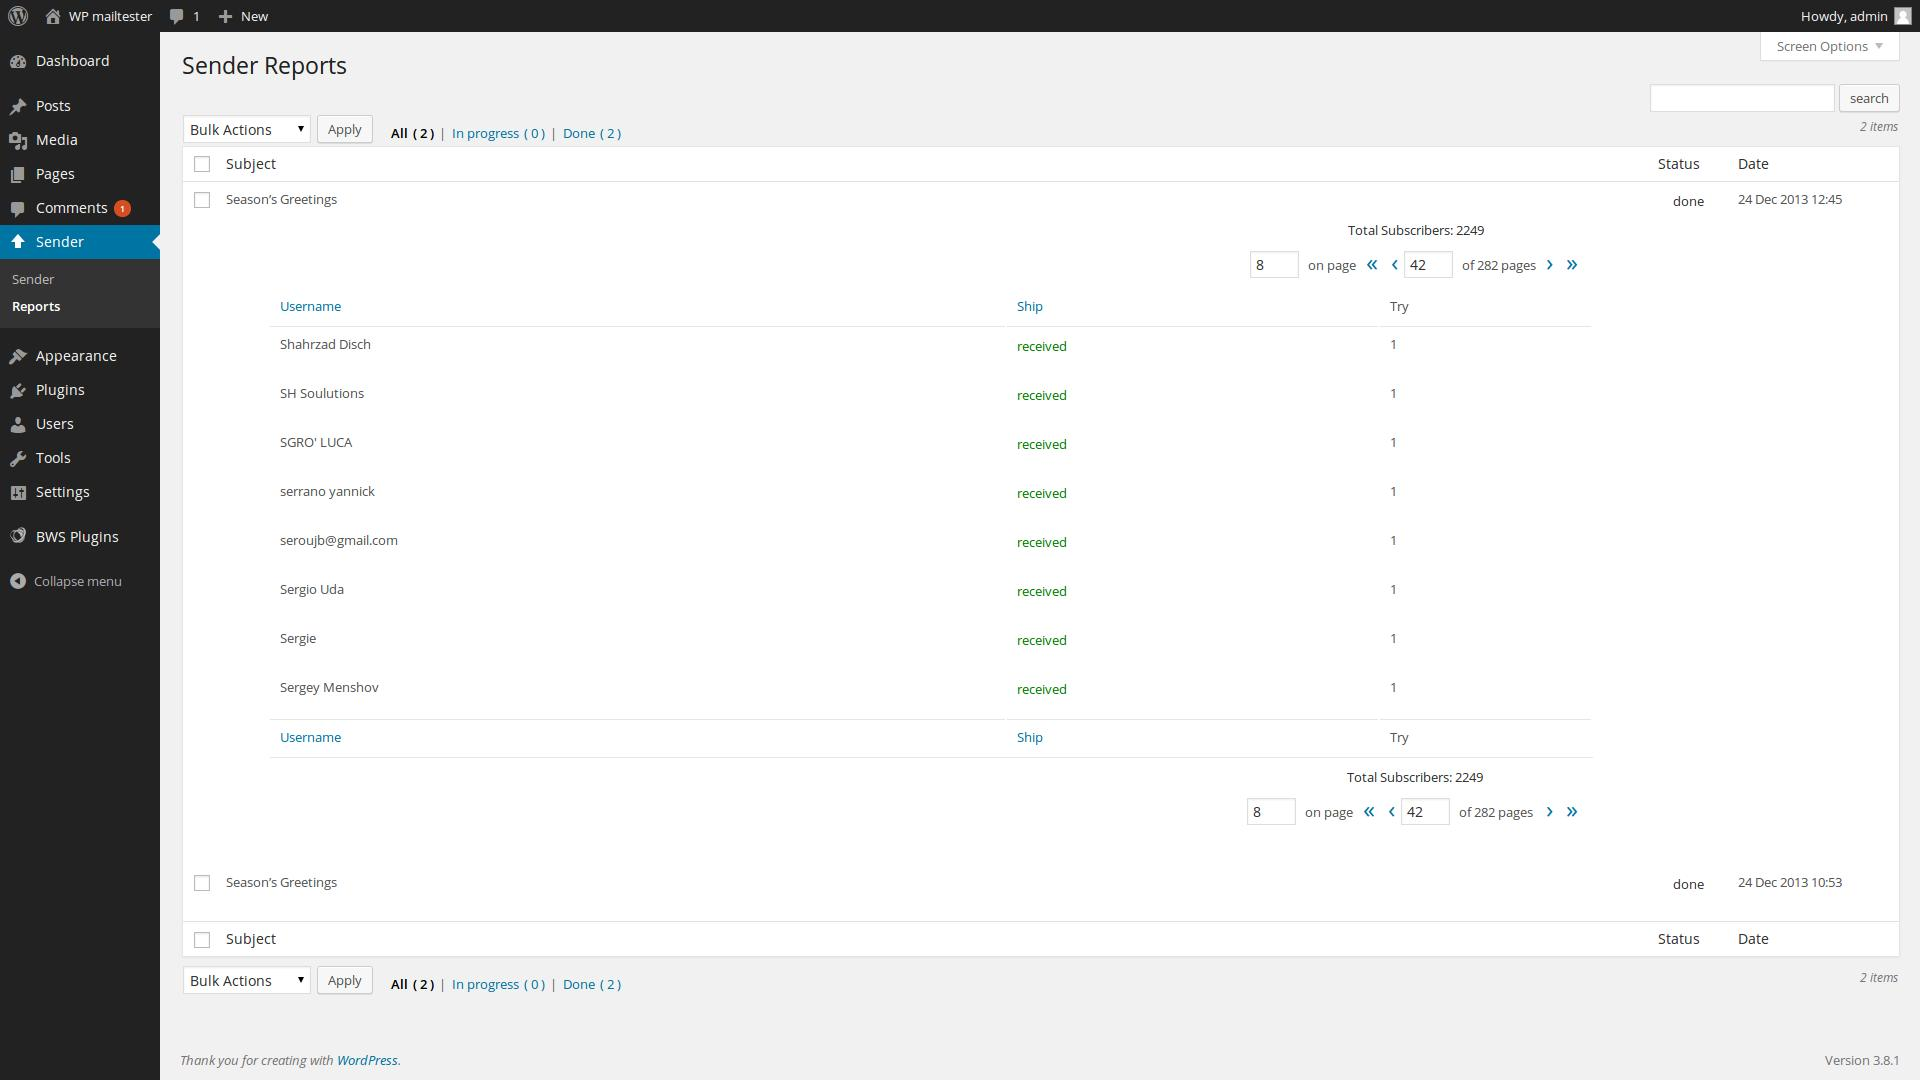 WP mailtester 1 New Howdy, admin
Screen Options
Dashboard
Posts
Media
Pages
Comments 1
Sender
Sender
Reports
Appearance
Plugins
Users
Tools
Settings
BWS Plugins
Collapse menu
Sender Reports
search
Bulk Actions Apply All ( 2 ) | In progress ( 0 ) | Done ( 2 ) 2 items
Subject Status Date
Season’s Greetings done 24 Dec 2013 12:45
Total Subscribers: 2249
8 on page « ‹ 42 of 282 pages › »
Username Ship Try
Shahrzad Disch received 1
SH Soulutions received 1
SGRO' LUCA received 1
serrano yannick received 1
seroujb@gmail.com received 1
Sergio Uda received 1
Sergie received 1
Sergey Menshov received 1
Username Ship Try
Total Subscribers: 2249
8 on page « ‹ 42 of 282 pages › »
Season’s Greetings done 24 Dec 2013 10:53
Subject Status Date
Bulk Actions Apply All ( 2 ) | In progress ( 0 ) | Done ( 2 ) 2 items
Thank you for creating with WordPress. Version 3.8.1